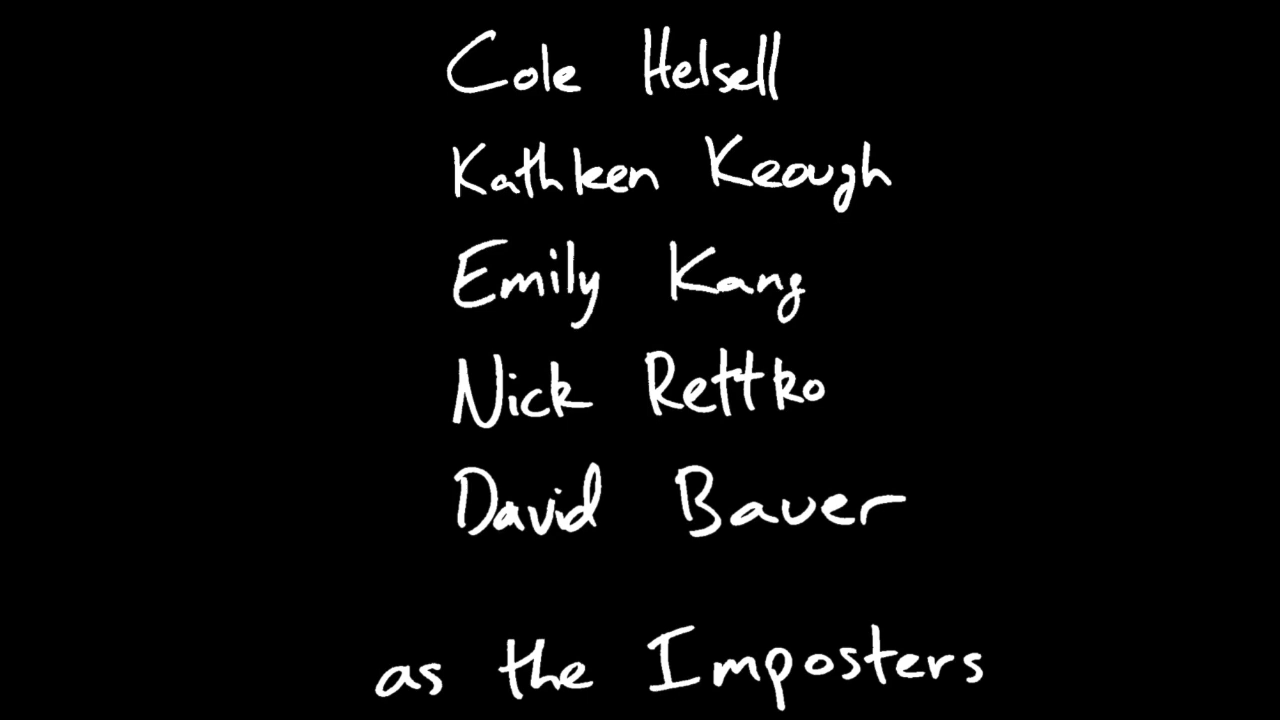 Cole Helsell
Kathleen Keough
Emily Kang
Nick Rettko
David Bauer
as the Imposters